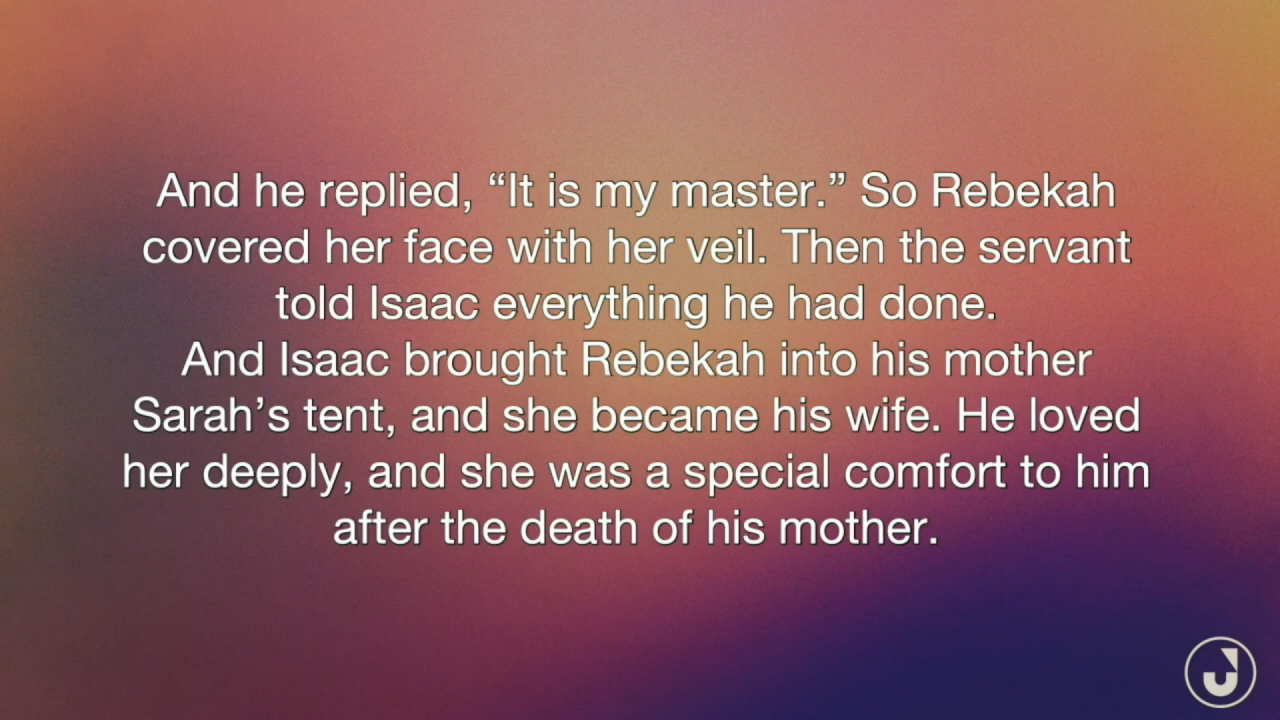 And he replied, “It is my master.” So Rebekah
covered her face with her veil. Then the servant
told Isaac everything he had done.
And Isaac brought Rebekah into his mother
Sarah’s tent, and she became his wife. He loved
her deeply, and she was a special comfort to him
after the death of his mother.
J